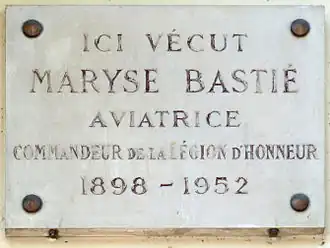 ICI VÉCUT
MARYSE BASTIÉ
AVIATRICE
COMMANDEUR DE LA LÉGION D'HONNEUR
1898 - 1952